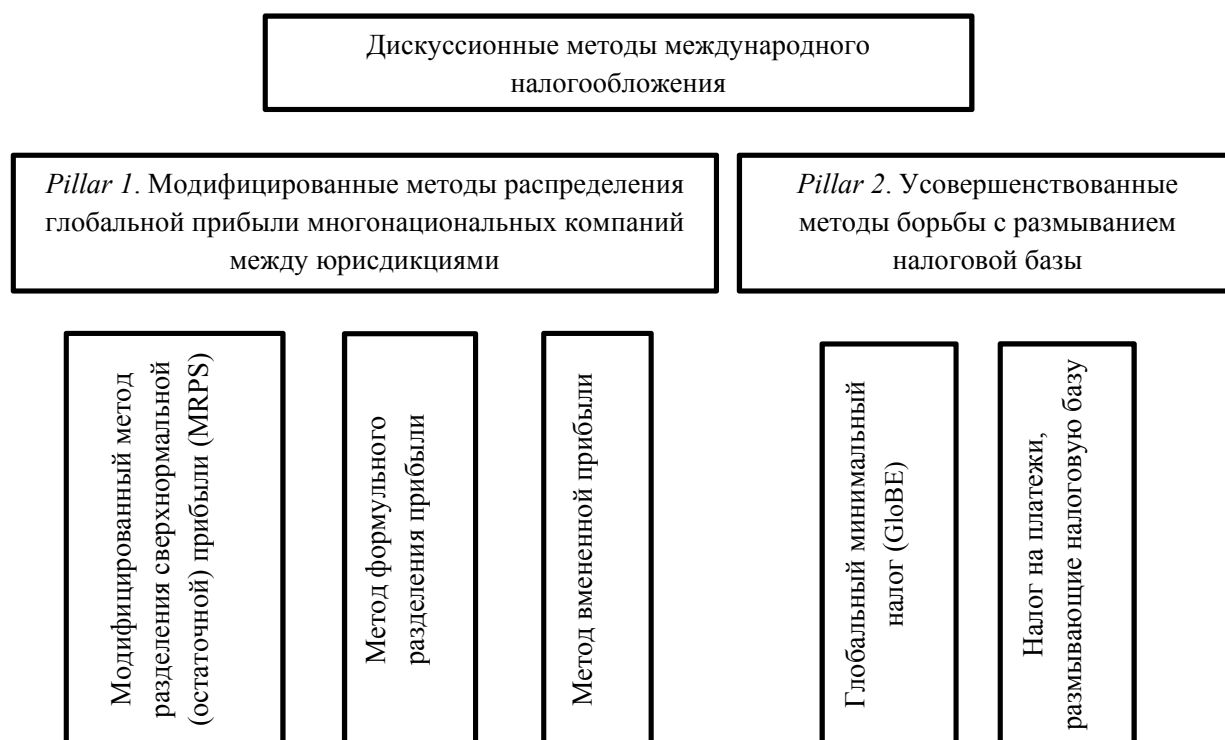 Дискуссионные методы международного
налогообложения
Pillar 1. Модифицированные методы распределения
глобальной прибыли многонациональных компаний
между юрисдикциями
Pillar 2. Усовершенствованные
методы борьбы с размыванием
налоговой базы
Модифицированный метод
разделения сверхнормальной
(остаточной) прибыли (MRPS)
Метод формульного
разделения прибыли
Метод вмененной прибыли
Глобальный минимальный
налог (GloBE)
Налог на платежи,
размывающие налоговую базу